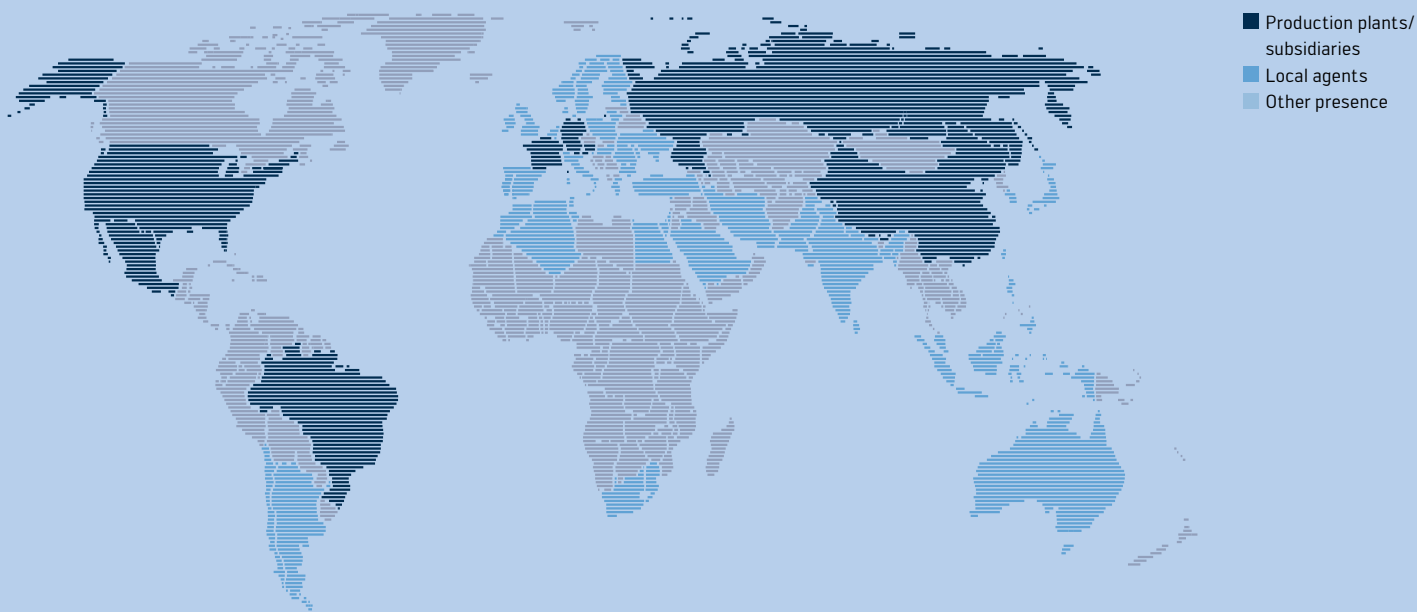 Production plants/
subsidiaries
Local agents
Other presence